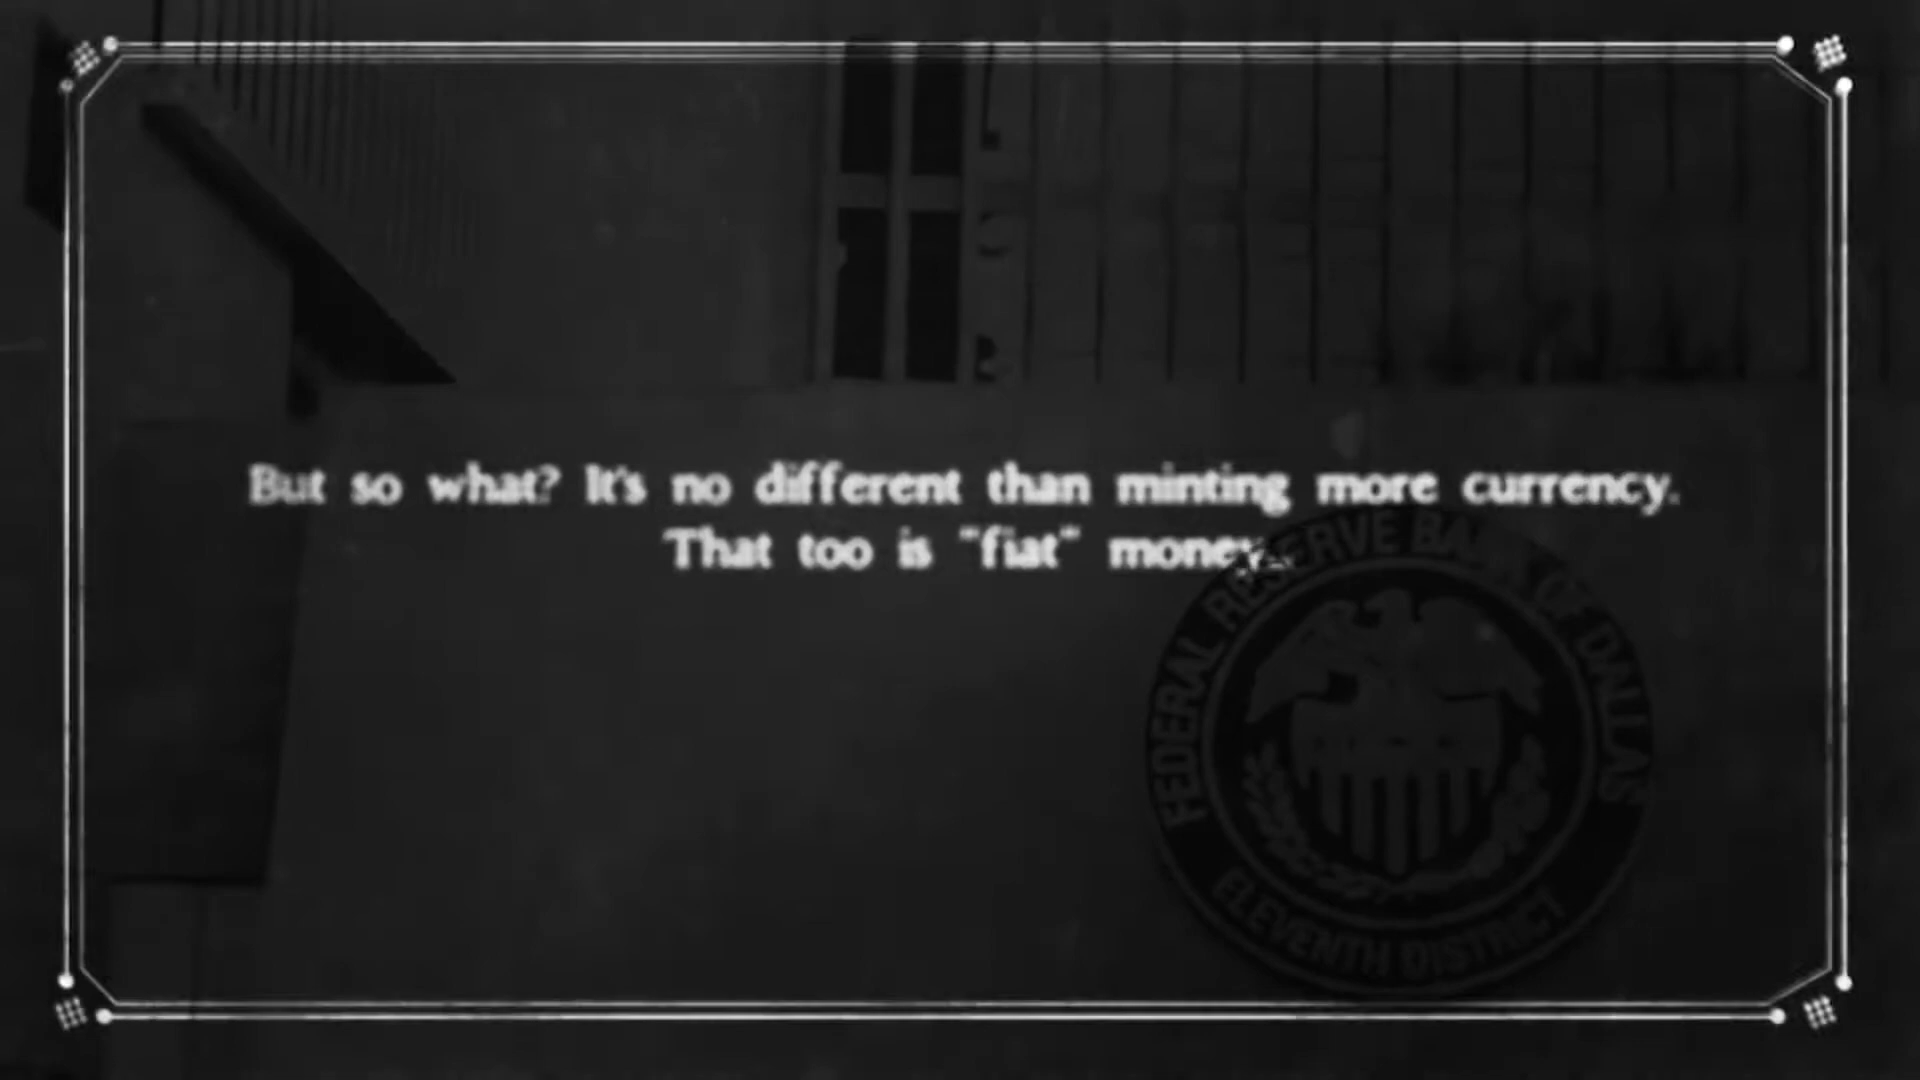 But so what? It's no different than minting more currency.
That too is "fiat" money.
FEDERAL RESERVE BANK OF DALLAS
ELEVENTH DISTRICT